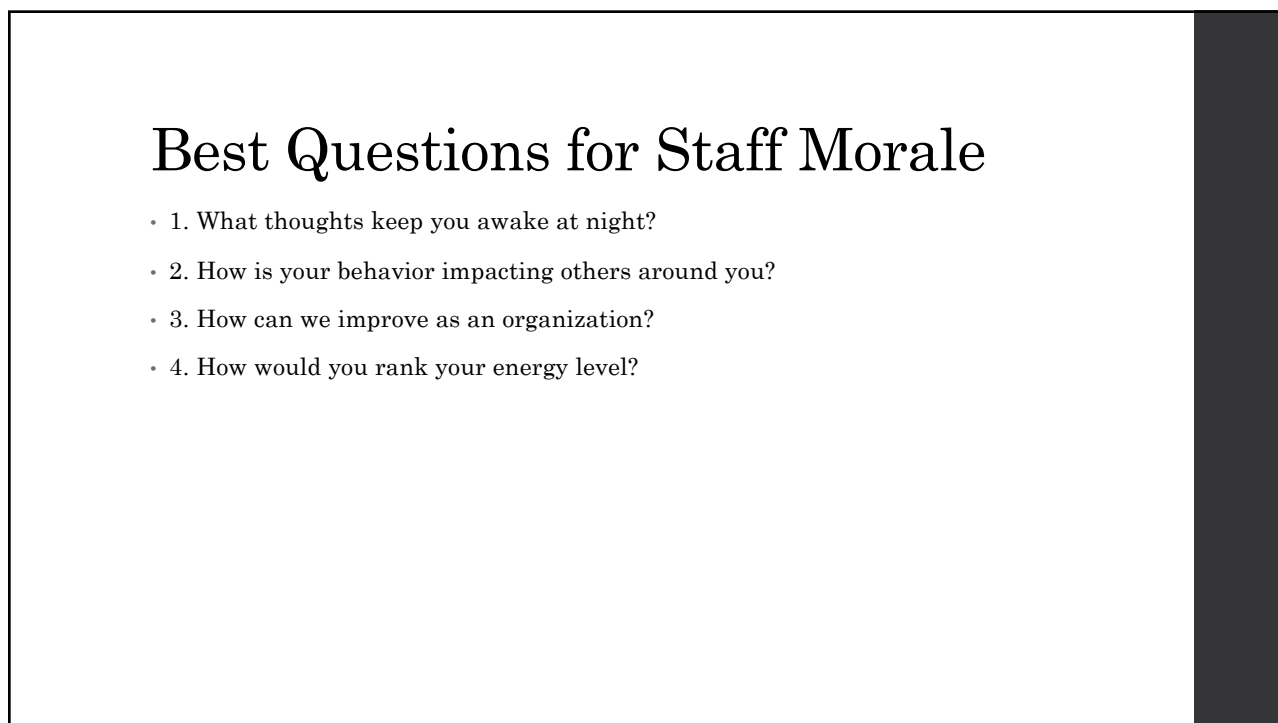 Best Questions for Staff Morale
• 1. What thoughts keep you awake at night?
• 2. How is your behavior impacting others around you?
• 3. How can we improve as an organization?
• 4. How would you rank your energy level?